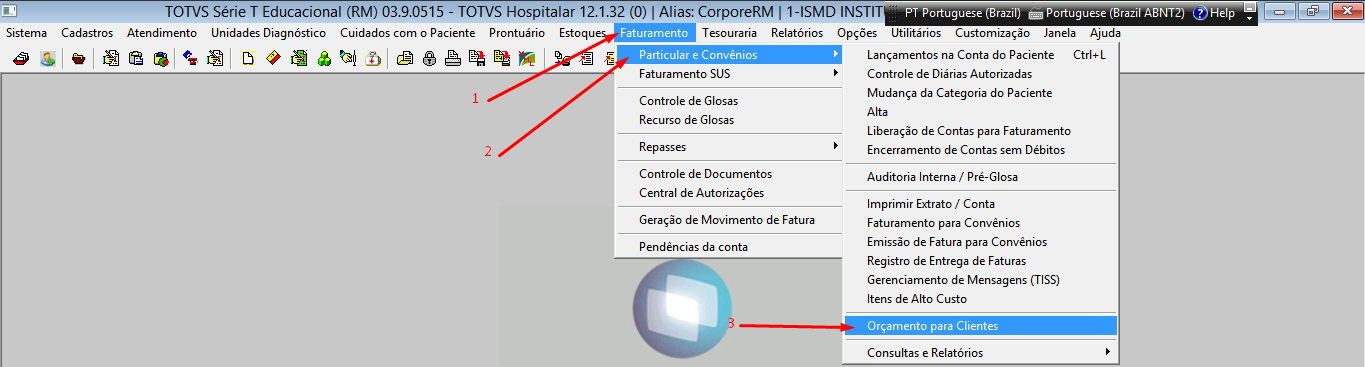 TOTVS Série T Educacional (RM) 03.9.0515 - TOTVS Hospitalar 12.1.32 (0) | Alias: CorporeRM | 1-ISMD INSTITU
PT Portuguese (Brazil) Portuguese (Brazil ABNT2) Help
Sistema Cadastros Atendimento Unidades Diagnóstico Cuidados com o Paciente Prontuário Estoques Faturamento Tesouraria Relatórios Opções Utilitários Customização Janela Ajuda
1
2
3
Particular e Convênios
Faturamento SUS
Controle de Glosas
Recurso de Glosas
Repasses
Controle de Documentos
Central de Autorizações
Geração de Movimento de Fatura
Pendências da conta
Lançamentos na Conta do Paciente Ctrl+L
Controle de Diárias Autorizadas
Mudança da Categoria do Paciente
Alta
Liberação de Contas para Faturamento
Encerramento de Contas sem Débitos
Auditoria Interna / Pré-Glosa
Imprimir Extrato / Conta
Faturamento para Convênios
Emissão de Fatura para Convênios
Registro de Entrega de Faturas
Gerenciamento de Mensagens (TISS)
Itens de Alto Custo
Orçamento para Clientes
Consultas e Relatórios